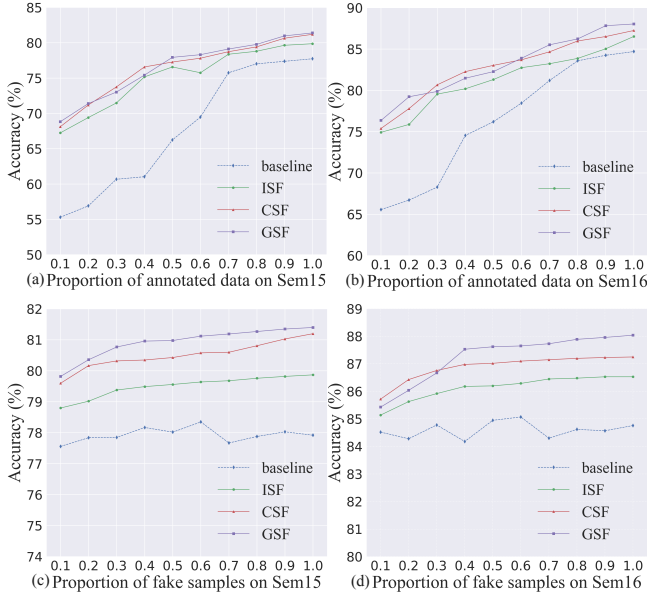 85
80
75
70
65
60
55
50
Accuracy (%)
baseline
ISF
CSF
GSF
0.1 0.2 0.3 0.4 0.5 0.6 0.7 0.8 0.9 1.0
(a) Proportion of annotated data on Sem15
90
85
80
75
70
65
60
Accuracy (%)
baseline
ISF
CSF
GSF
0.1 0.2 0.3 0.4 0.5 0.6 0.7 0.8 0.9 1.0
(b) Proportion of annotated data on Sem16
82
81
80
79
78
77
76
75
74
Accuracy (%)
baseline
ISF
CSF
GSF
0.1 0.2 0.3 0.4 0.5 0.6 0.7 0.8 0.9 1.0
(c) Proportion of fake samples on Sem15
89
88
87
86
85
84
83
82
81
80
Accuracy (%)
baseline
ISF
CSF
GSF
0.1 0.2 0.3 0.4 0.5 0.6 0.7 0.8 0.9 1.0
(d) Proportion of fake samples on Sem16